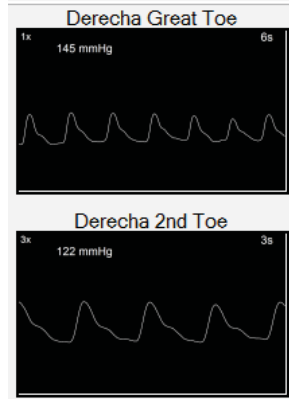 Derecha Great Toe
1x 6s
145 mmHg
Derecha 2nd Toe
3x 3s
122 mmHg